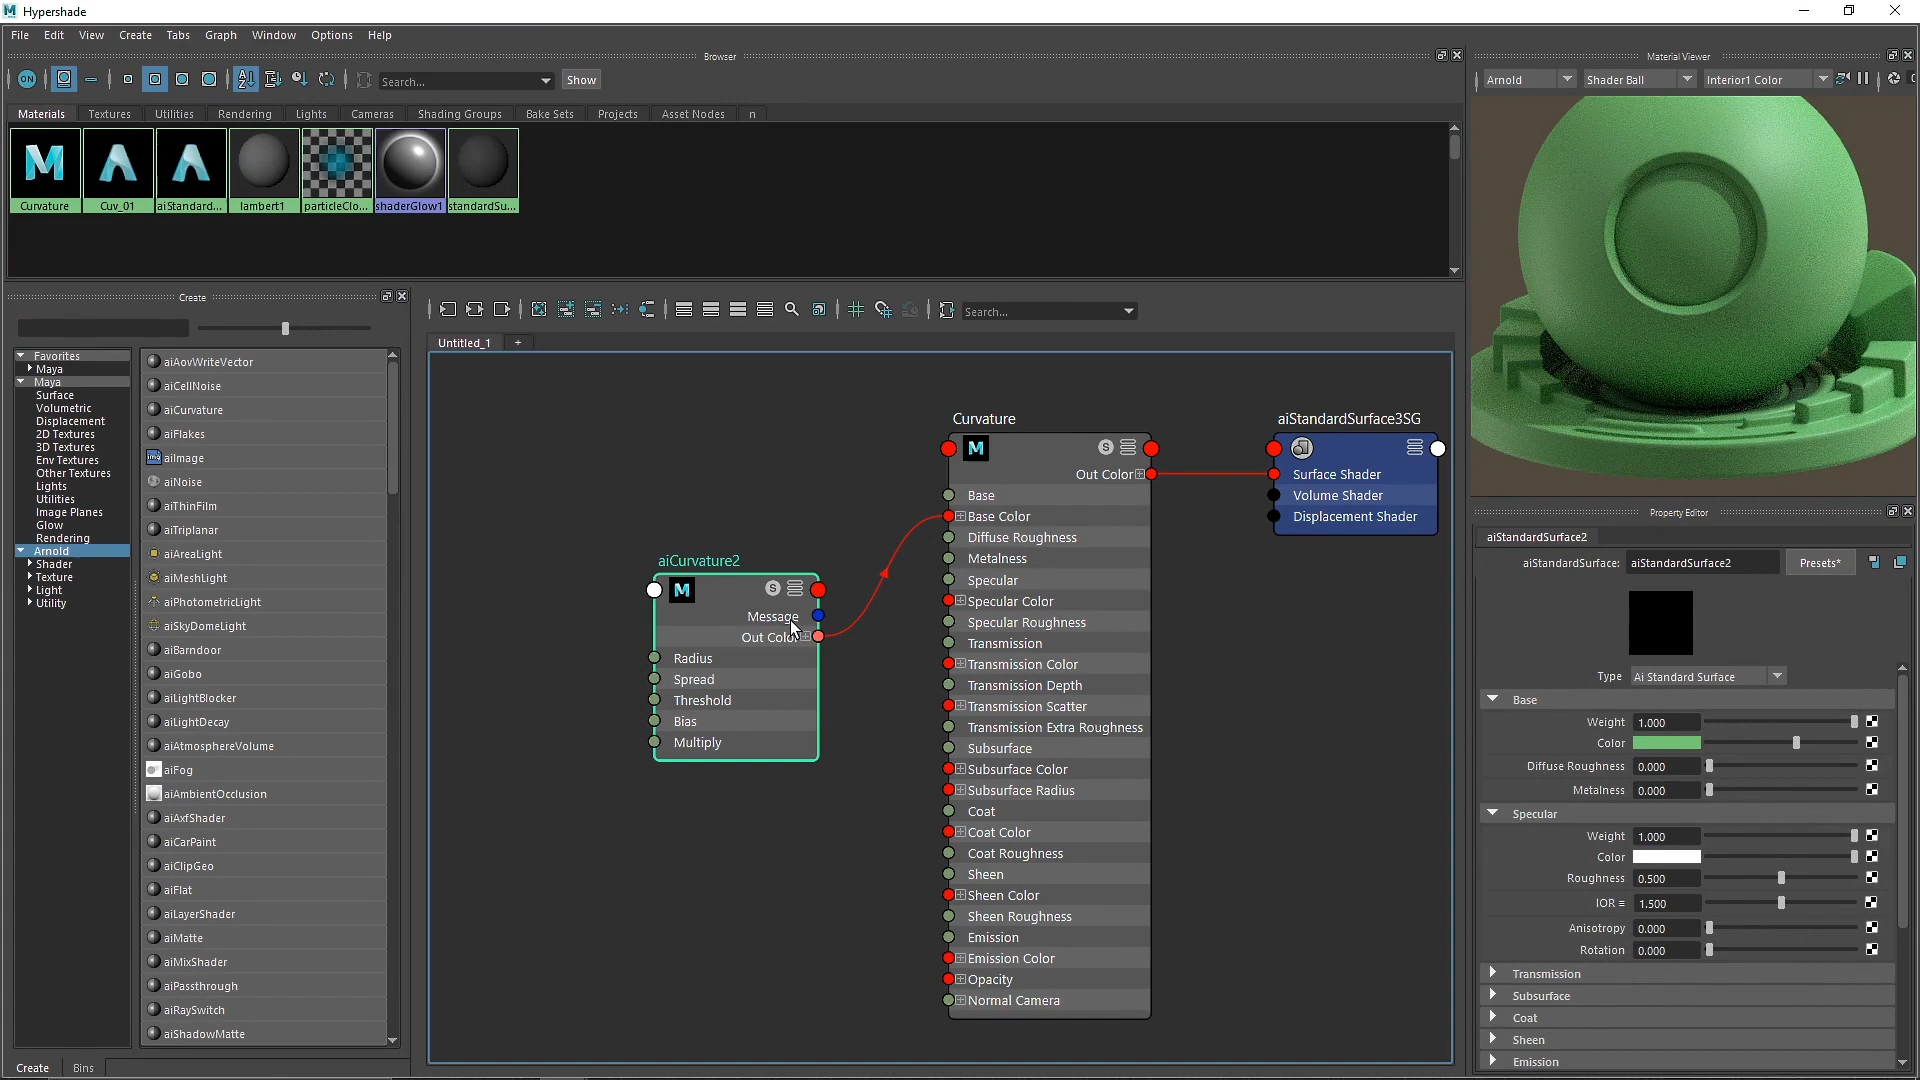 Hypershade
File Edit View Create Tabs Graph Window Options Help
Browser
ON
Search...
Show
Materials Textures Utilities Rendering Lights Cameras Shading Groups Bake Sets Projects Asset Nodes n
Curvature Cuv_01 aiStandard... lambert1 particleClo... shaderGlow1 standardSu...
Create
Favorites
Maya
Maya
Surface
Volumetric
Displacement
2D Textures
3D Textures
Env Textures
Other Textures
Lights
Utilities
Image Planes
Glow
Rendering
Arnold
Shader
Texture
Light
Utility
aiAovWriteVector
aiCellNoise
aiCurvature
aiFlakes
aiImage
aiNoise
aiThinFilm
aiTriplanar
aiAreaLight
aiMeshLight
aiPhotometricLight
aiSkyDomeLight
aiBarndoor
aiGobo
aiLightBlocker
aiLightDecay
aiAtmosphereVolume
aiFog
aiAmbientOcclusion
aiAxfShader
aiCarPaint
aiClipGeo
aiFlat
aiLayerShader
aiMatte
aiMixShader
aiPassthrough
aiRaySwitch
aiShadowMatte
Create Bins
Search...
Untitled_1 +
aiCurvature2
M S
Message
Out Color
Radius
Spread
Threshold
Bias
Multiply
Curvature
M S
Out Color
Base
Base Color
Diffuse Roughness
Metalness
Specular
Specular Color
Specular Roughness
Transmission
Transmission Color
Transmission Depth
Transmission Scatter
Transmission Extra Roughness
Subsurface
Subsurface Color
Subsurface Radius
Coat
Coat Color
Coat Roughness
Sheen
Sheen Color
Sheen Roughness
Emission
Emission Color
Opacity
Normal Camera
aiStandardSurface3SG
Surface Shader
Volume Shader
Displacement Shader
Material Viewer
Arnold Shader Ball Interior1 Color
Property Editor
aiStandardSurface2
aiStandardSurface: aiStandardSurface2 Presets*
Type Ai Standard Surface
Base
Weight 1.000
Color
Diffuse Roughness 0.000
Metalness 0.000
Specular
Weight 1.000
Color
Roughness 0.500
IOR = 1.500
Anisotropy 0.000
Rotation 0.000
Transmission
Subsurface
Coat
Sheen
Emission